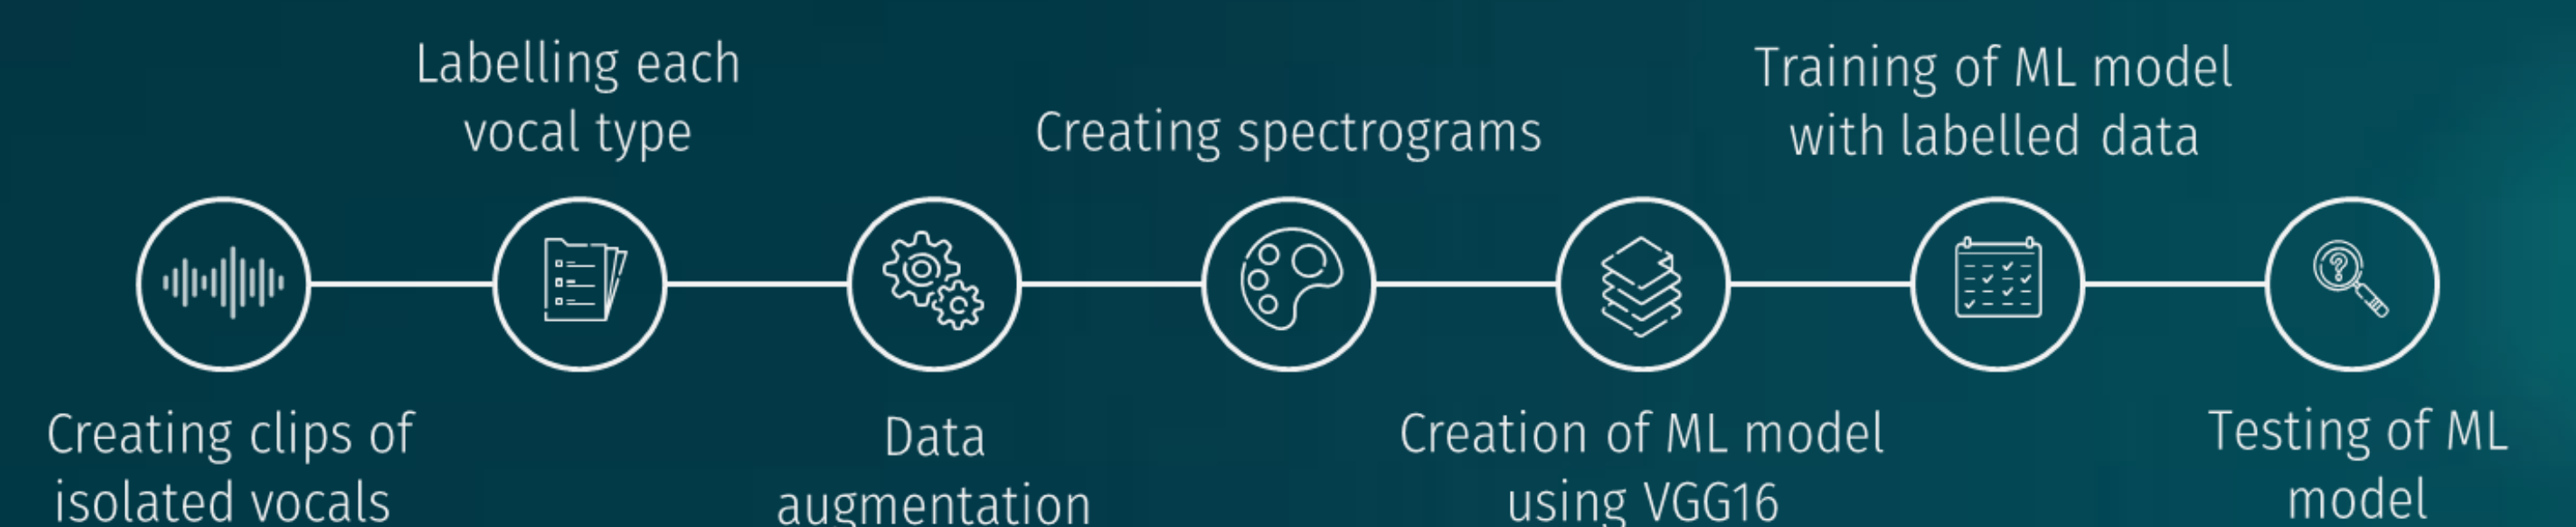 Creating clips of
isolated vocals
Labelling each
vocal type
Data
augmentation
Creating spectrograms
Creation of ML model
using VGG16
Training of ML model
with labelled data
Testing of ML
model